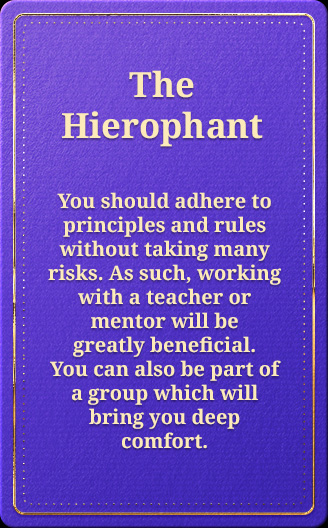 The
Hierophant
You should adhere to
principles and rules
without taking many
risks. As such, working
with a teacher or
mentor will be
greatly beneficial.
You can also be part of
a group which will
bring you deep
comfort.